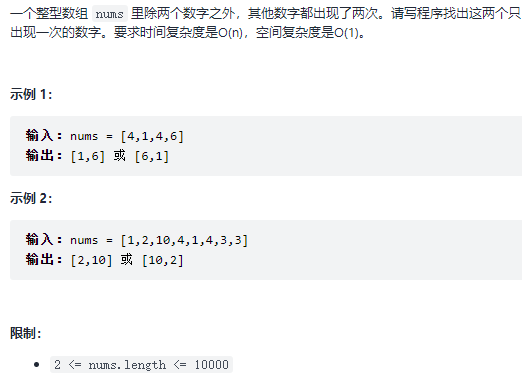 一个整型数组 nums 里除两个数字之外，其他数字都出现了两次。请写程序找出这两个只
出现一次的数字。要求时间复杂度是O(n)，空间复杂度是O(1)。
示例 1：
输入：nums = [4,1,4,6]
输出：[1,6] 或 [6,1]
示例 2：
输入：nums = [1,2,10,4,1,4,3,3]
输出：[2,10] 或 [10,2]
限制：
• 2 <= nums.length <= 10000